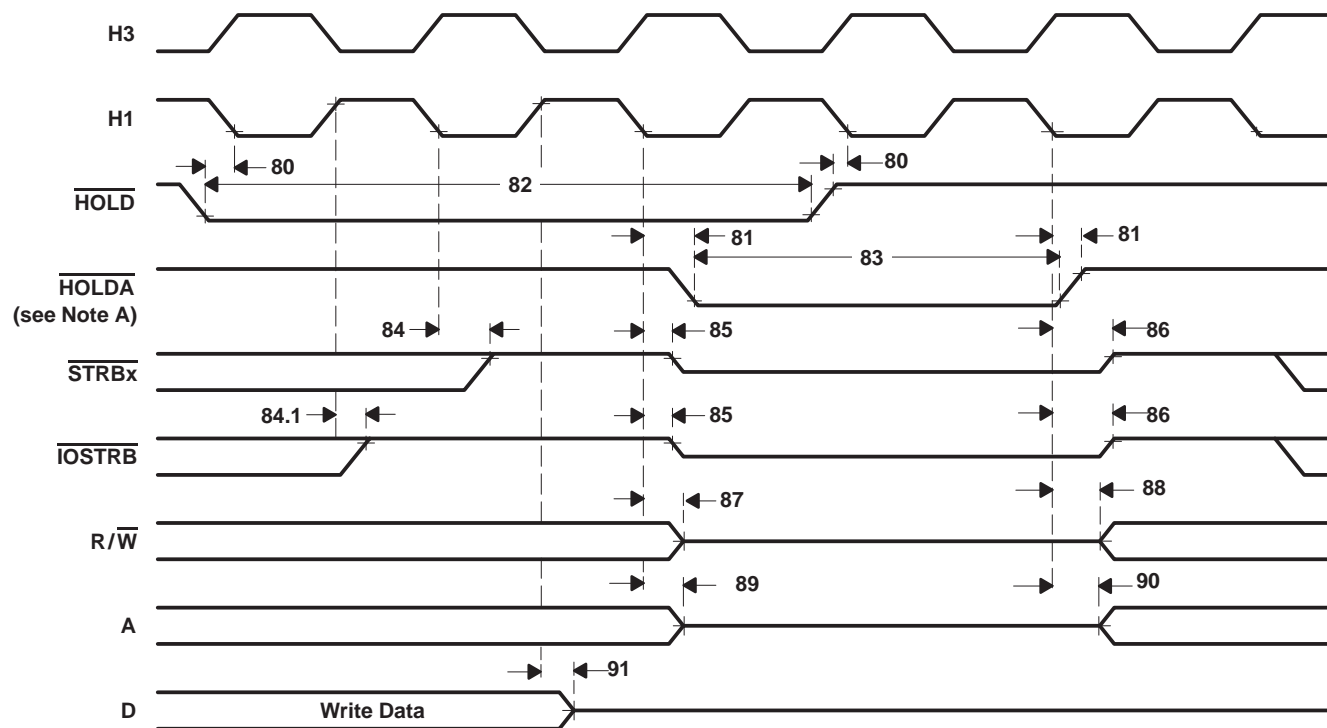 H3
H1
80
80
82
HOLD
81
81
83
HOLDA
(see Note A)
84
85
86
STRBx
84.1
85
86
IOSTRB
87
88
R/W
89
90
A
91
D
Write Data